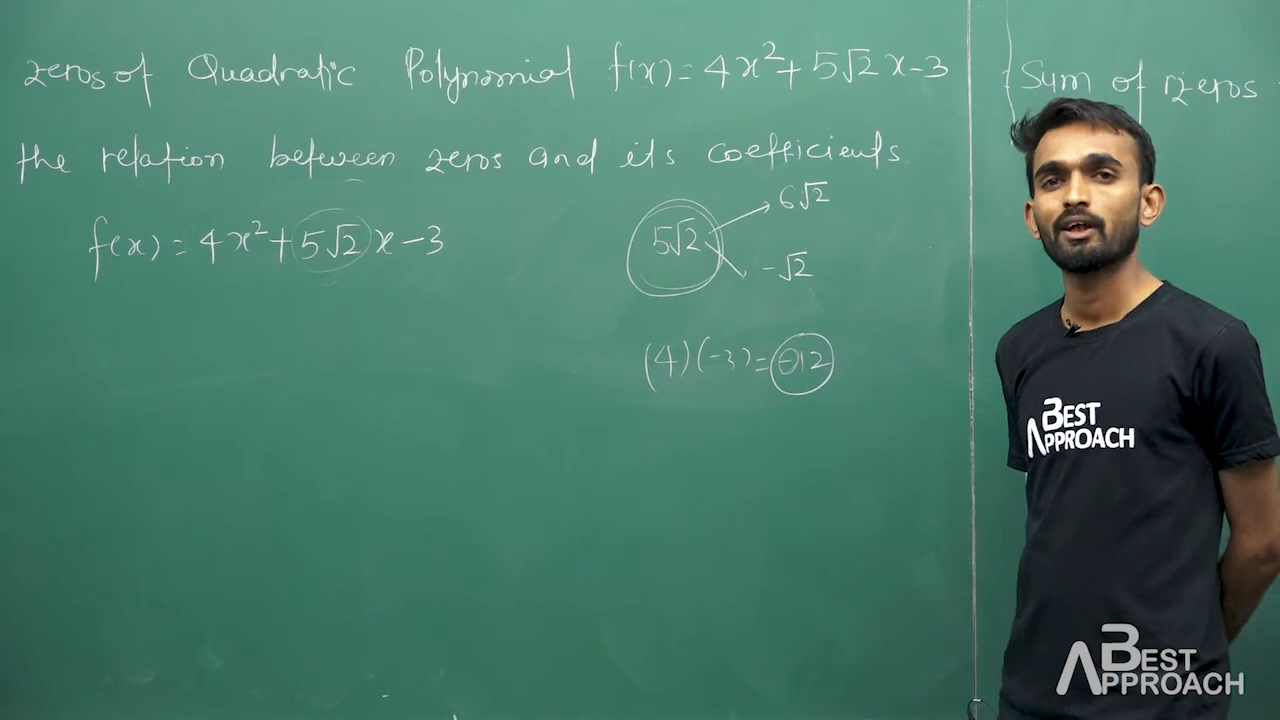 zeros of Quadratic Polynomial f(x) = 4x² + 5√2x - 3
the relation between zeros and its coefficients
f(x) = 4x² + 5√2 x - 3
5√2
6√2
-√2
(4)(-3) = -12
Sum of zeros
BEST
APPROACH
BEST
APPROACH